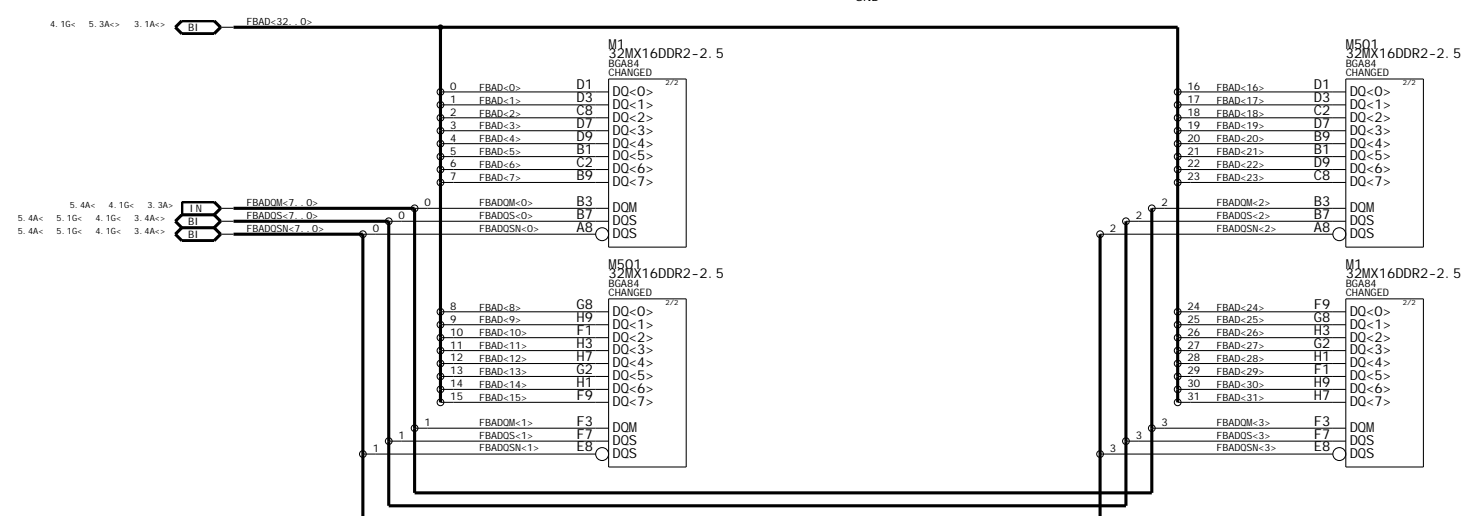 4.1G< 5.3A<> 3.1A<> BI FBAD<32..0>
M1
32MX16DDR2-2.5
BGA84
CHANGED
2/2
0 FBAD<0> D1 DQ<0>
1 FBAD<1> D3 DQ<1>
2 FBAD<2> C8 DQ<2>
3 FBAD<3> D7 DQ<3>
4 FBAD<4> D9 DQ<4>
5 FBAD<5> B1 DQ<5>
6 FBAD<6> C2 DQ<6>
7 FBAD<7> B9 DQ<7>
5.4A< 4.1G< 3.3A> IN FBADQM<7..0> 0 FBADQM<0> B3 DQM
5.4A< 5.1G< 4.1G< 3.4A<> BI FBADQS<7..0> 0 FBADQS<0> B7 DQS
5.4A< 5.1G< 4.1G< 3.4A<> BI FBADQSN<7..0> 0 FBADQSN<0> A8 DQS
M501
32MX16DDR2-2.5
BGA84
CHANGED
2/2
16 FBAD<16> D1 DQ<0>
17 FBAD<17> D3 DQ<1>
18 FBAD<18> C2 DQ<2>
19 FBAD<19> D7 DQ<3>
20 FBAD<20> B9 DQ<4>
21 FBAD<21> B1 DQ<5>
22 FBAD<22> D9 DQ<6>
23 FBAD<23> C8 DQ<7>
2 FBADQM<2> B3 DQM
2 FBADQS<2> B7 DQS
2 FBADQSN<2> A8 DQS
M501
32MX16DDR2-2.5
BGA84
CHANGED
2/2
8 FBAD<8> G8 DQ<0>
9 FBAD<9> H9 DQ<1>
10 FBAD<10> F1 DQ<2>
11 FBAD<11> H3 DQ<3>
12 FBAD<12> H7 DQ<4>
13 FBAD<13> G2 DQ<5>
14 FBAD<14> H1 DQ<6>
15 FBAD<15> F9 DQ<7>
1 FBADQM<1> F3 DQM
1 FBADQS<1> F7 DQS
1 FBADQSN<1> E8 DQS
M1
32MX16DDR2-2.5
BGA84
CHANGED
2/2
24 FBAD<24> F9 DQ<0>
25 FBAD<25> G8 DQ<1>
26 FBAD<26> H3 DQ<2>
27 FBAD<27> G2 DQ<3>
28 FBAD<28> H1 DQ<4>
29 FBAD<29> F1 DQ<5>
30 FBAD<30> H9 DQ<6>
31 FBAD<31> H7 DQ<7>
3 FBADQM<3> F3 DQM
3 FBADQS<3> F7 DQS
3 FBADQSN<3> E8 DQS